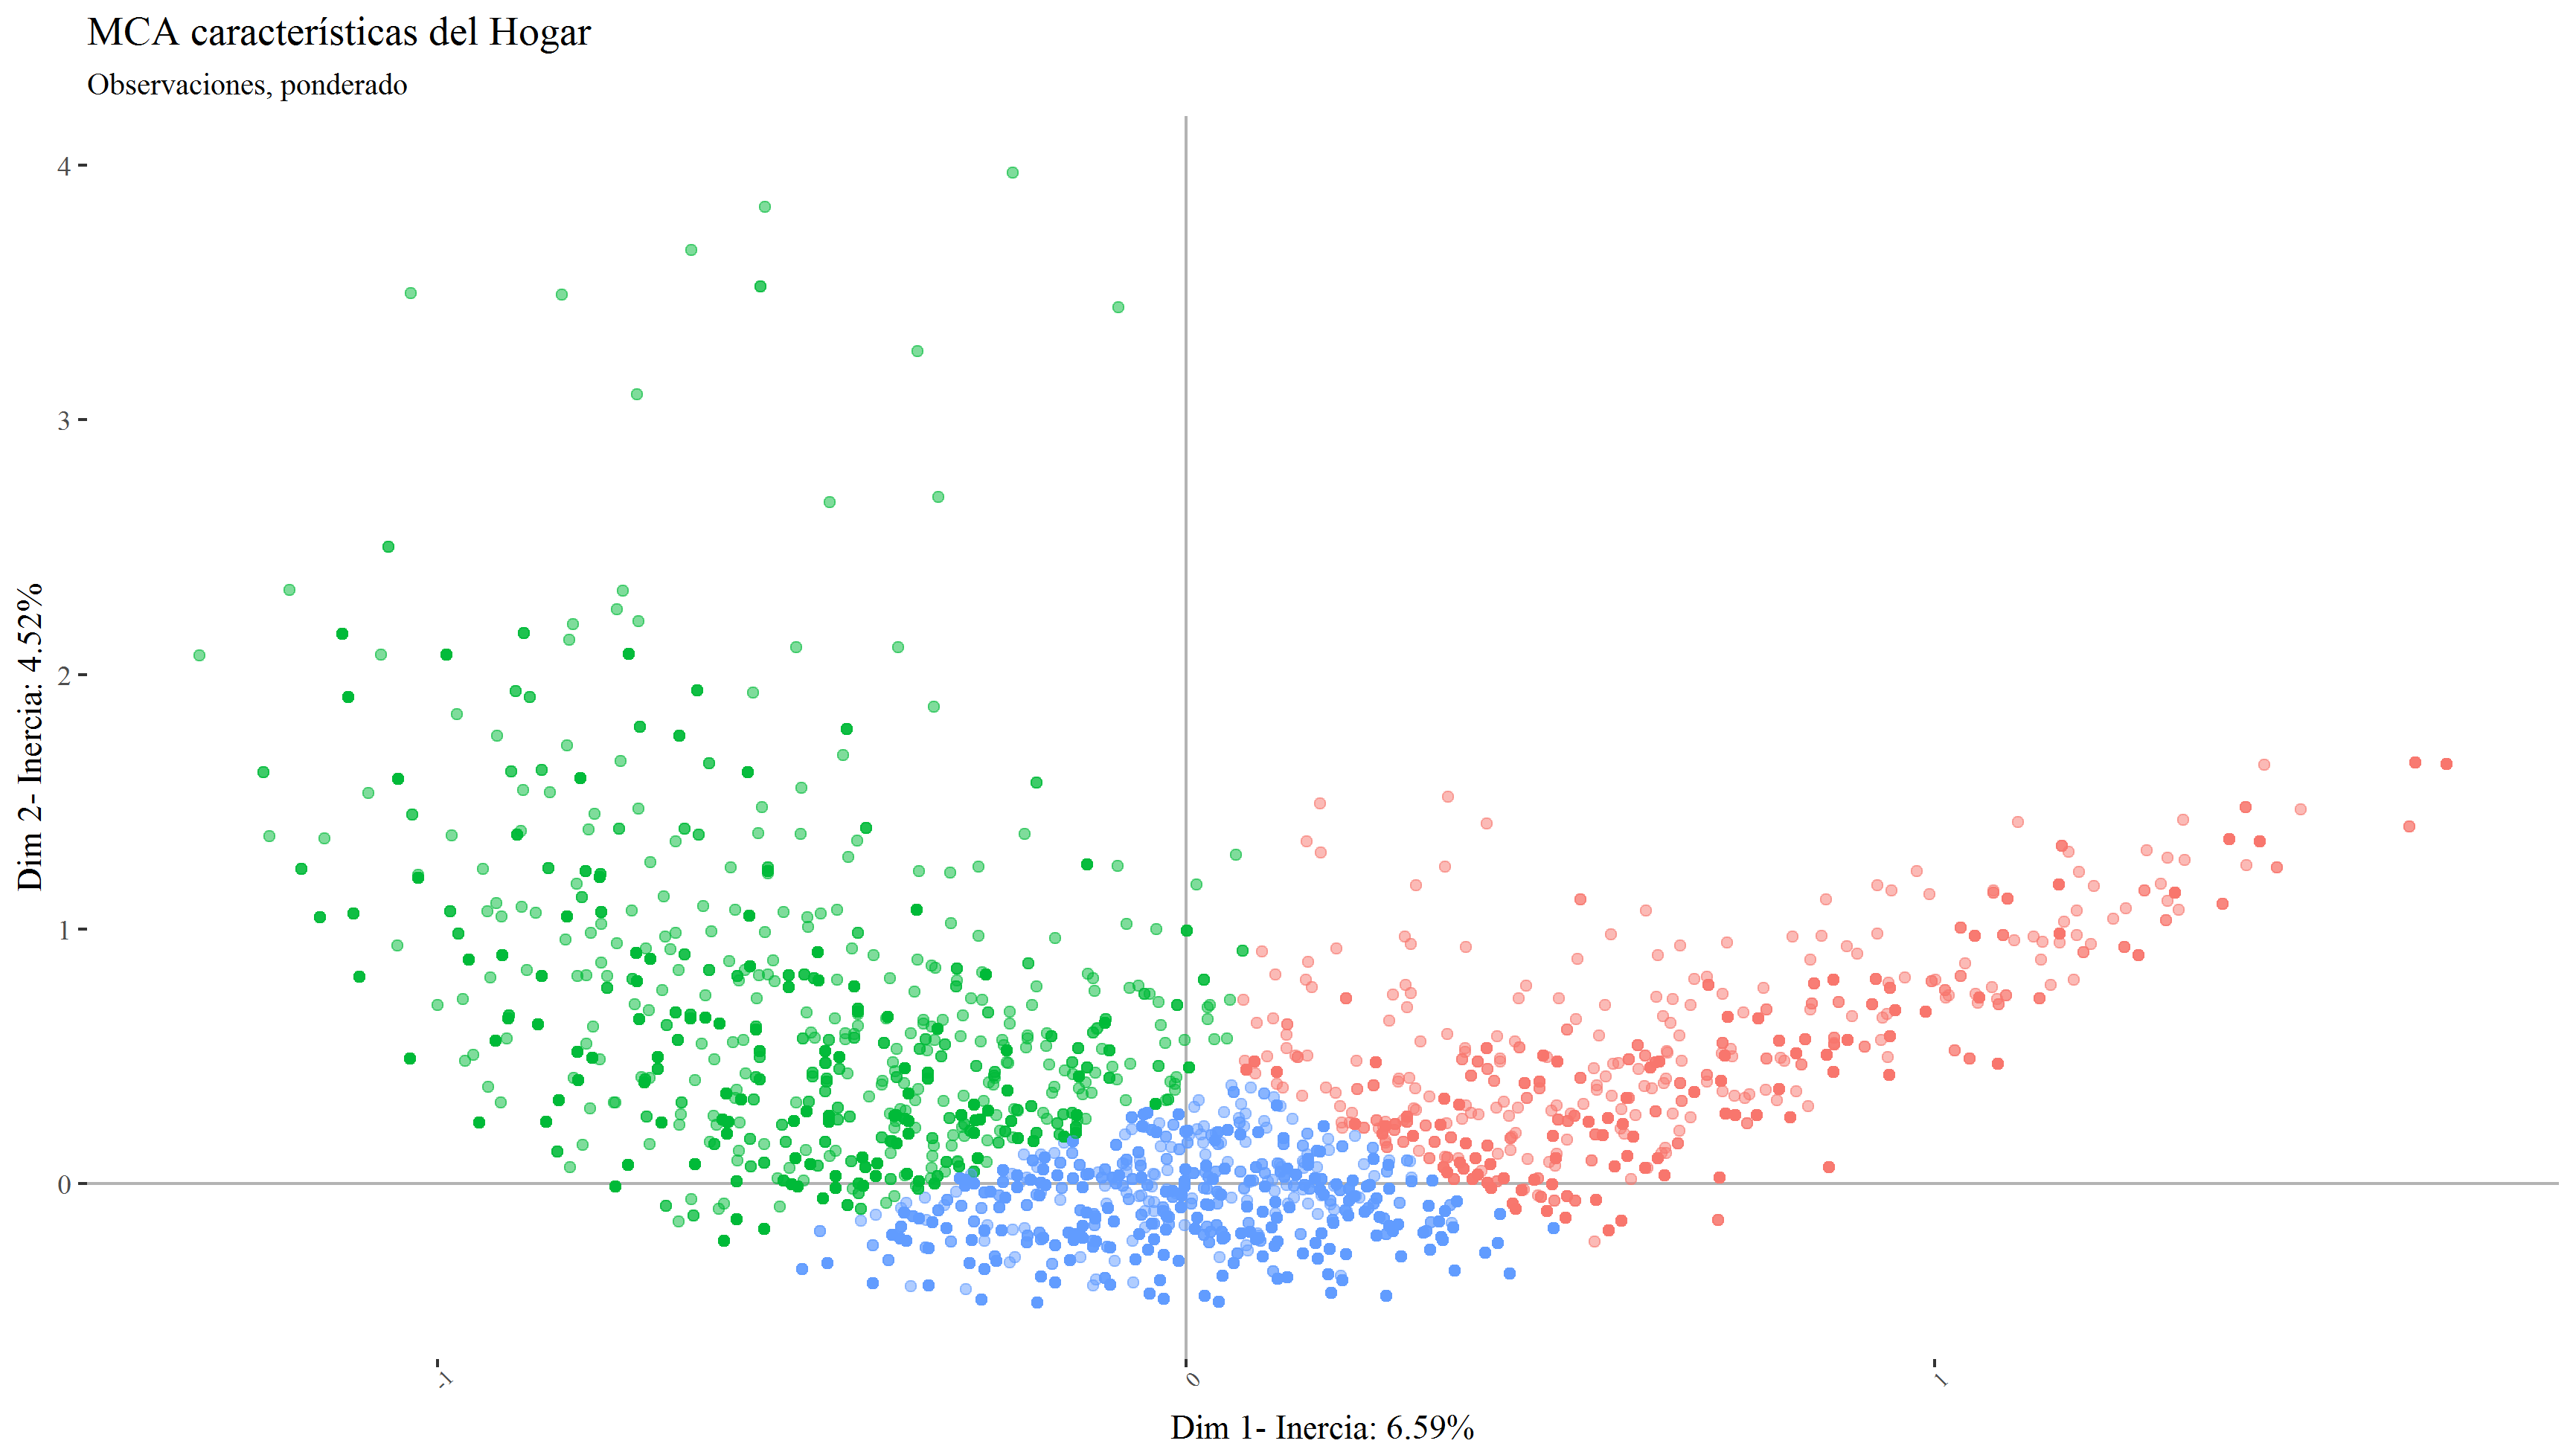 MCA características del Hogar
Observaciones, ponderado
4
3
2
1
0
Dim 2- Inercia: 4.52%
-1
0
1
Dim 1- Inercia: 6.59%